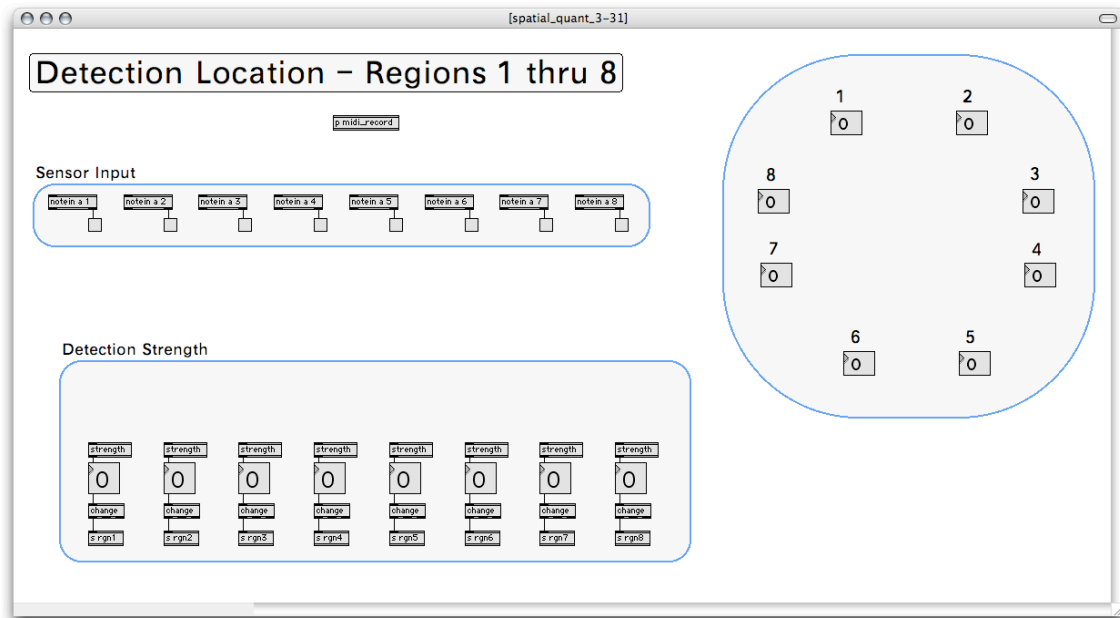 [spatial_quant_3-31]
Detection Location – Regions 1 thru 8
p midi_record
Sensor Input
notein a 1 notein a 2 notein a 3 notein a 4 notein a 5 notein a 6 notein a 7 notein a 8
1 2
0 0
8 3
0 0
7 4
0 0
6 5
0 0
Detection Strength
strength strength strength strength strength strength strength strength
0 0 0 0 0 0 0 0
change change change change change change change change
s rgn1 s rgn2 s rgn3 s rgn4 s rgn5 s rgn6 s rgn7 s rgn8